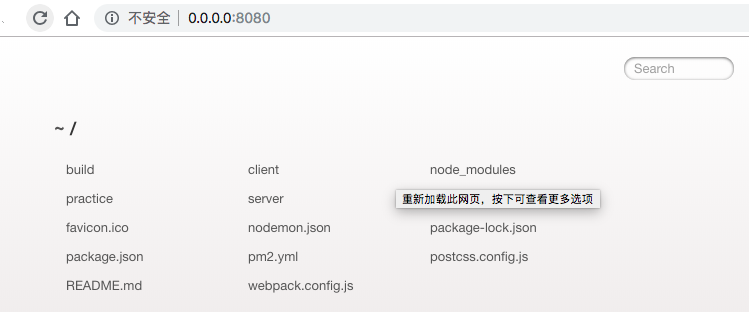 不安全 | 0.0.0.0:8080
Search
~ /
build client node_modules
practice server 重新加载此网页，按下可查看更多选项
favicon.ico nodemon.json package-lock.json
package.json pm2.yml postcss.config.js
README.md webpack.config.js